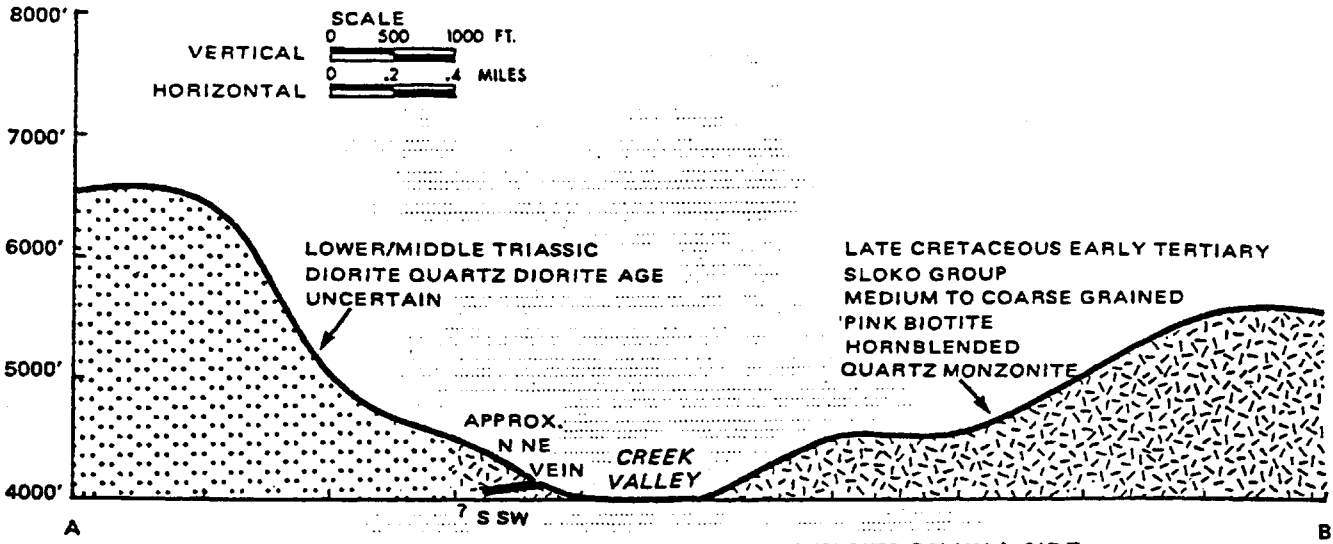 8000'
SCALE
0 500 1000 FT.
VERTICAL
0 .2 .4 MILES
HORIZONTAL
7000'
6000'
LOWER/MIDDLE TRIASSIC
DIORITE QUARTZ DIORITE AGE
UNCERTAIN
LATE CRETACEOUS EARLY TERTIARY
SLOKO GROUP
MEDIUM TO COARSE GRAINED
PINK BIOTITE
HORNBLENDED
QUARTZ MONZONITE
5000'
APPROX.
N NE
VEIN
CREEK
VALLEY
4000'
? S SW
A B